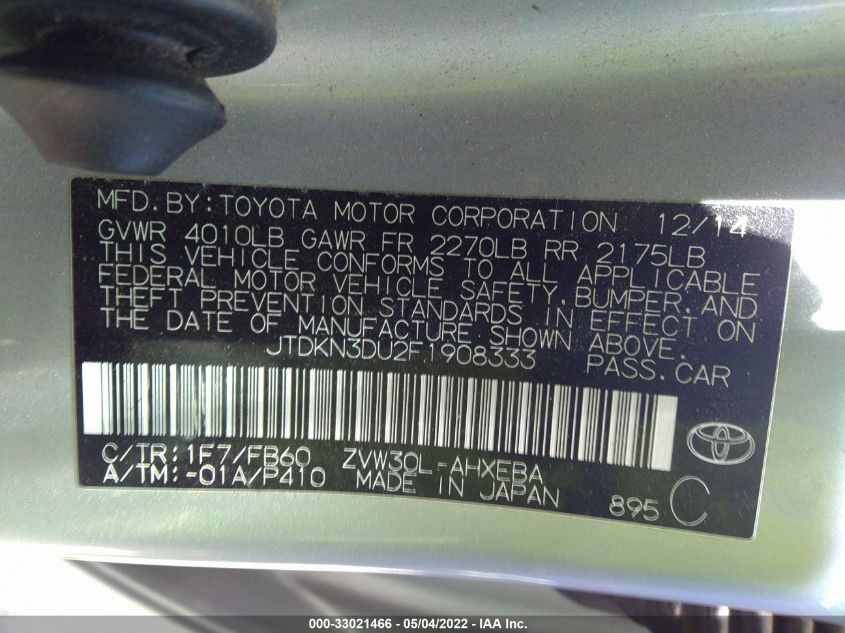 MFD. BY: TOYOTA MOTOR CORPORATION 12/14
GVWR 4010LB GAWR FR 2270LB RR 2175LB
THIS VEHICLE CONFORMS TO ALL APPLICABLE
FEDERAL MOTOR VEHICLE SAFETY, BUMPER, AND
THEFT PREVENTION STANDARDS IN EFFECT ON
THE DATE OF MANUFACTURE SHOWN ABOVE.
JTDKN3DU2F1908333 PASS. CAR
C/TR: 1F7/FB60 ZVW30L-AHXEBA
A/TM: -01A/P410 MADE IN JAPAN 895 C
000-33021466 - 05/04/2022 - IAA Inc.